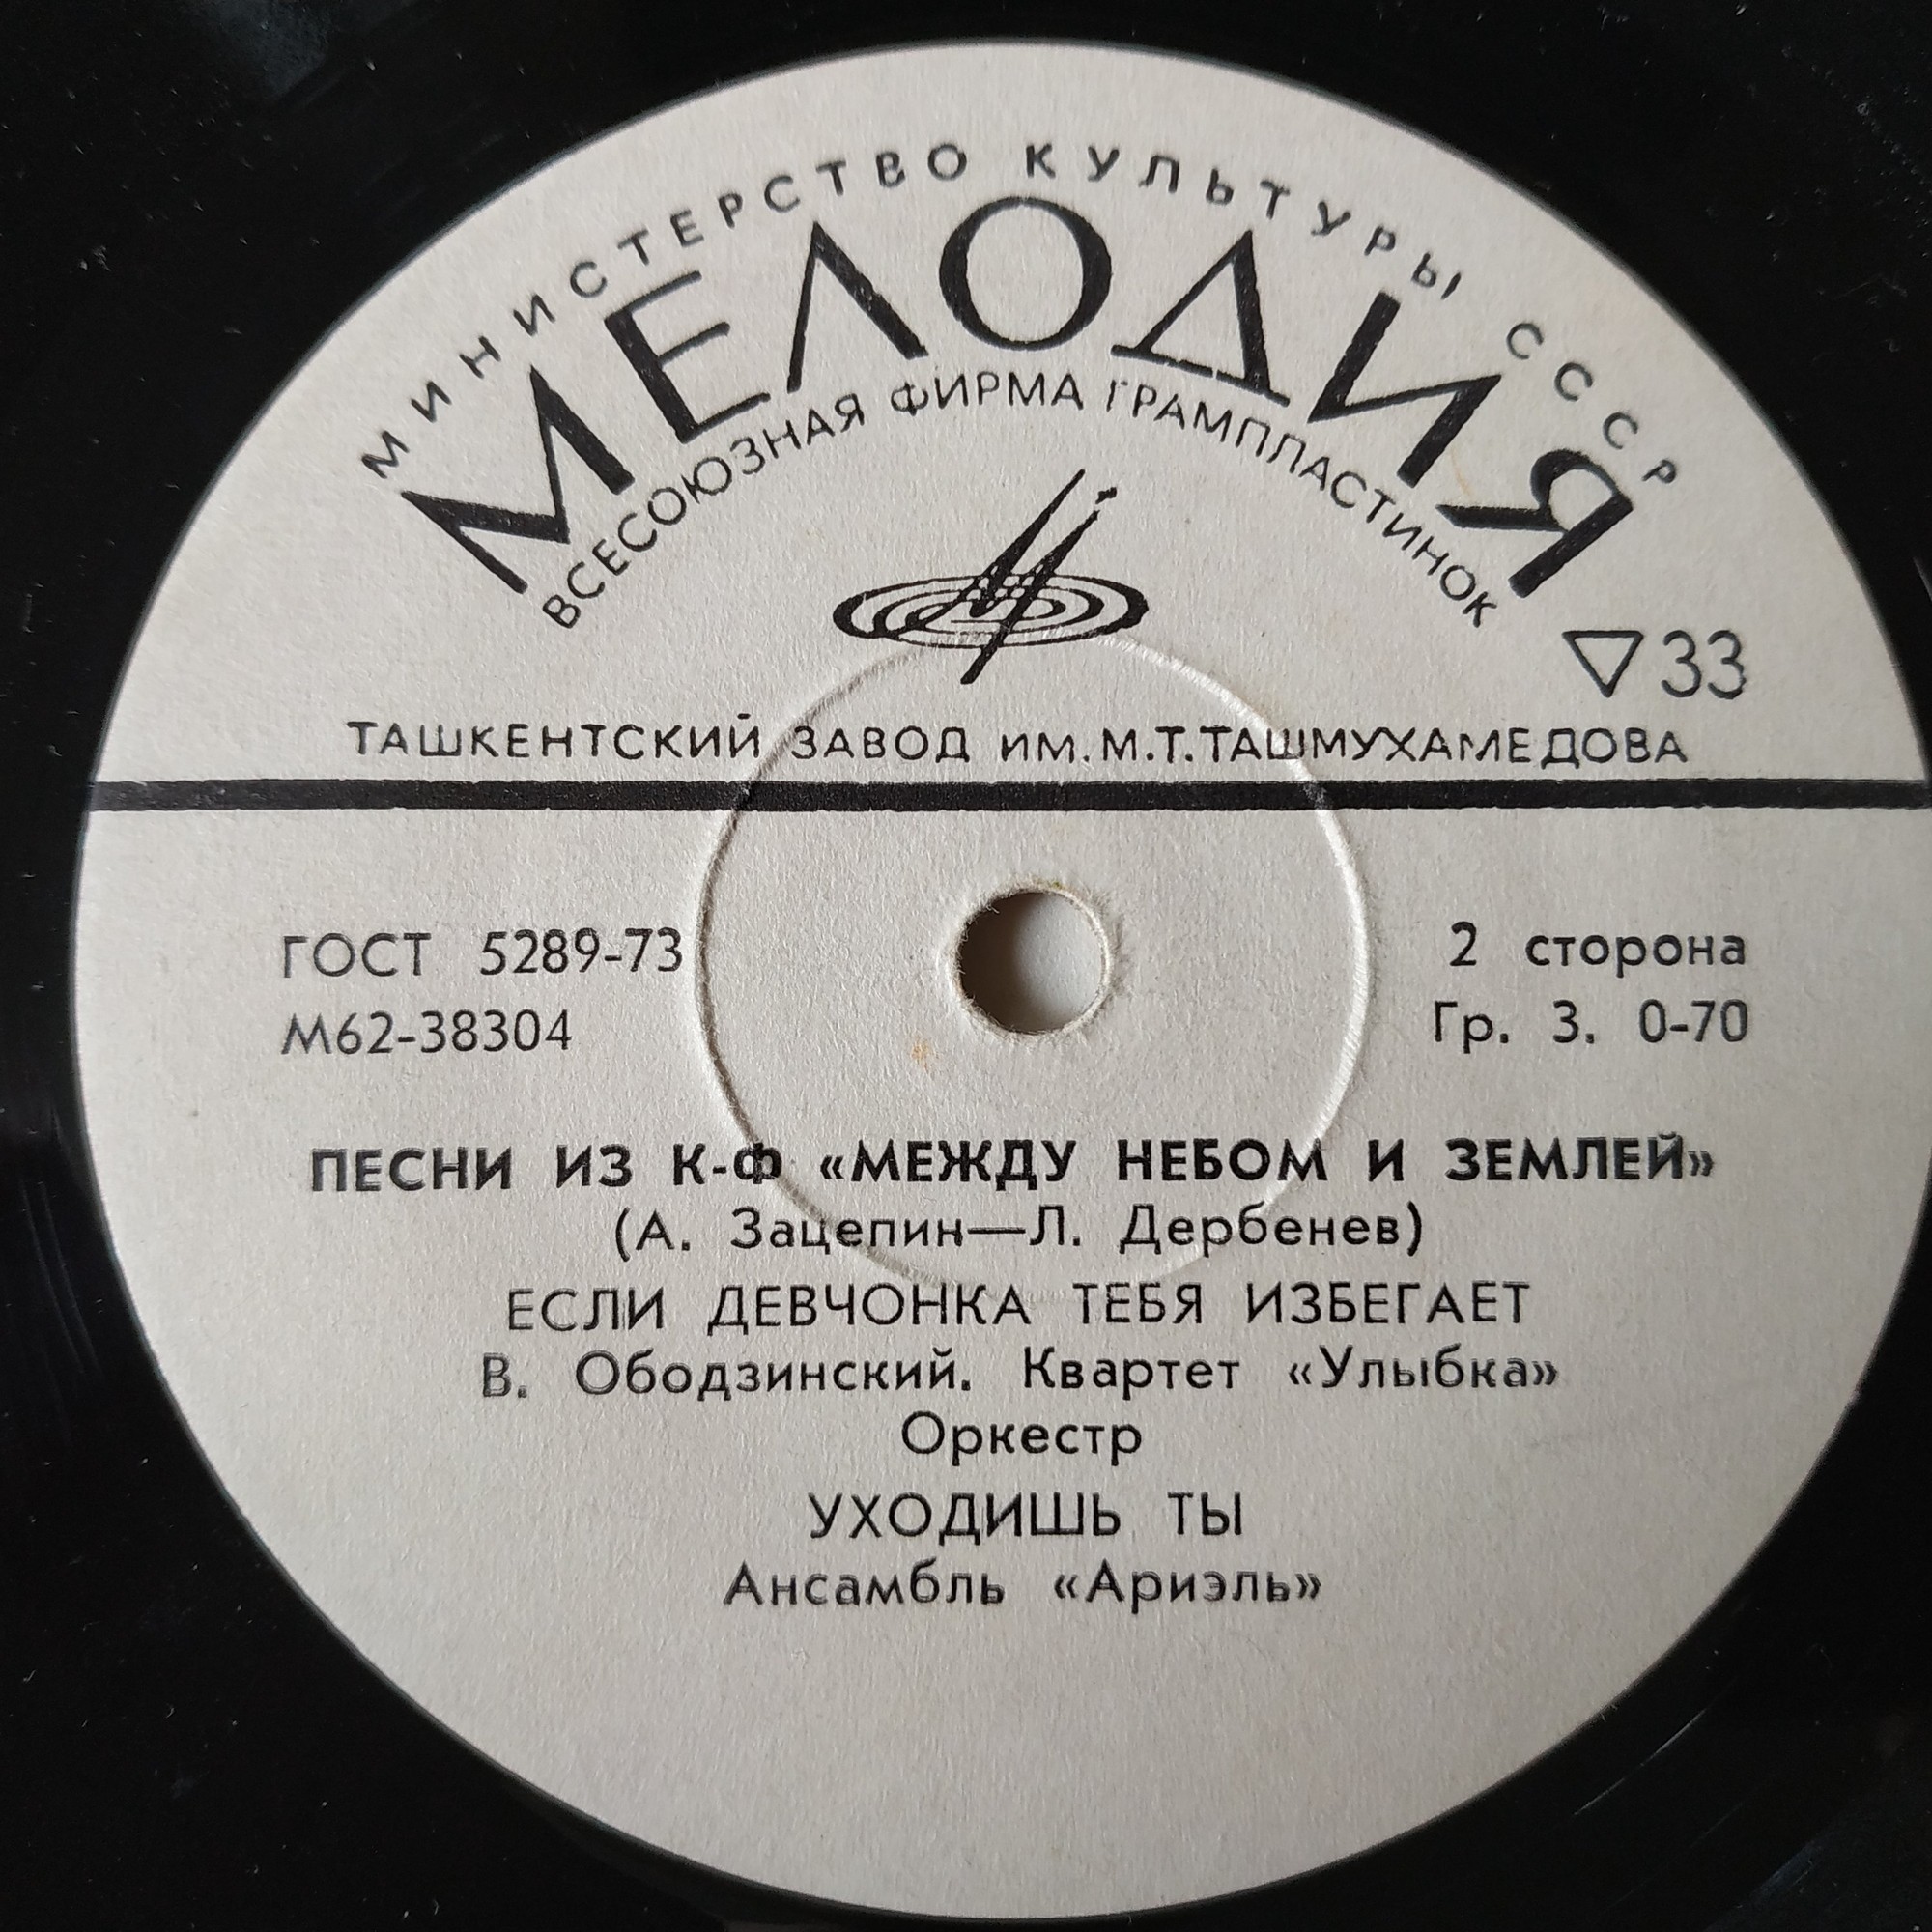 МИНИСТЕРСТВО КУЛЬТУРЫ СССР
МЕЛОДИЯ
ВСЕСОЮЗНАЯ ФИРМА ГРАМПЛАСТИНОК
▽33
ТАШКЕНТСКИЙ ЗАВОД ИМ. М.Т. ТАШМУХАМЕДОВА
ГОСТ 5289-73
М62-38304
2 сторона
Гр. 3. 0-70
ПЕСНИ ИЗ К-Ф «МЕЖДУ НЕБОМ И ЗЕМЛЕЙ»
(А. Зацепин—Л. Дербенев)
ЕСЛИ ДЕВЧОНКА ТЕБЯ ИЗБЕГАЕТ
В. Ободзинский. Квартет «Улыбка»
Оркестр
УХОДИШЬ ТЫ
Ансамбль «Ариэль»